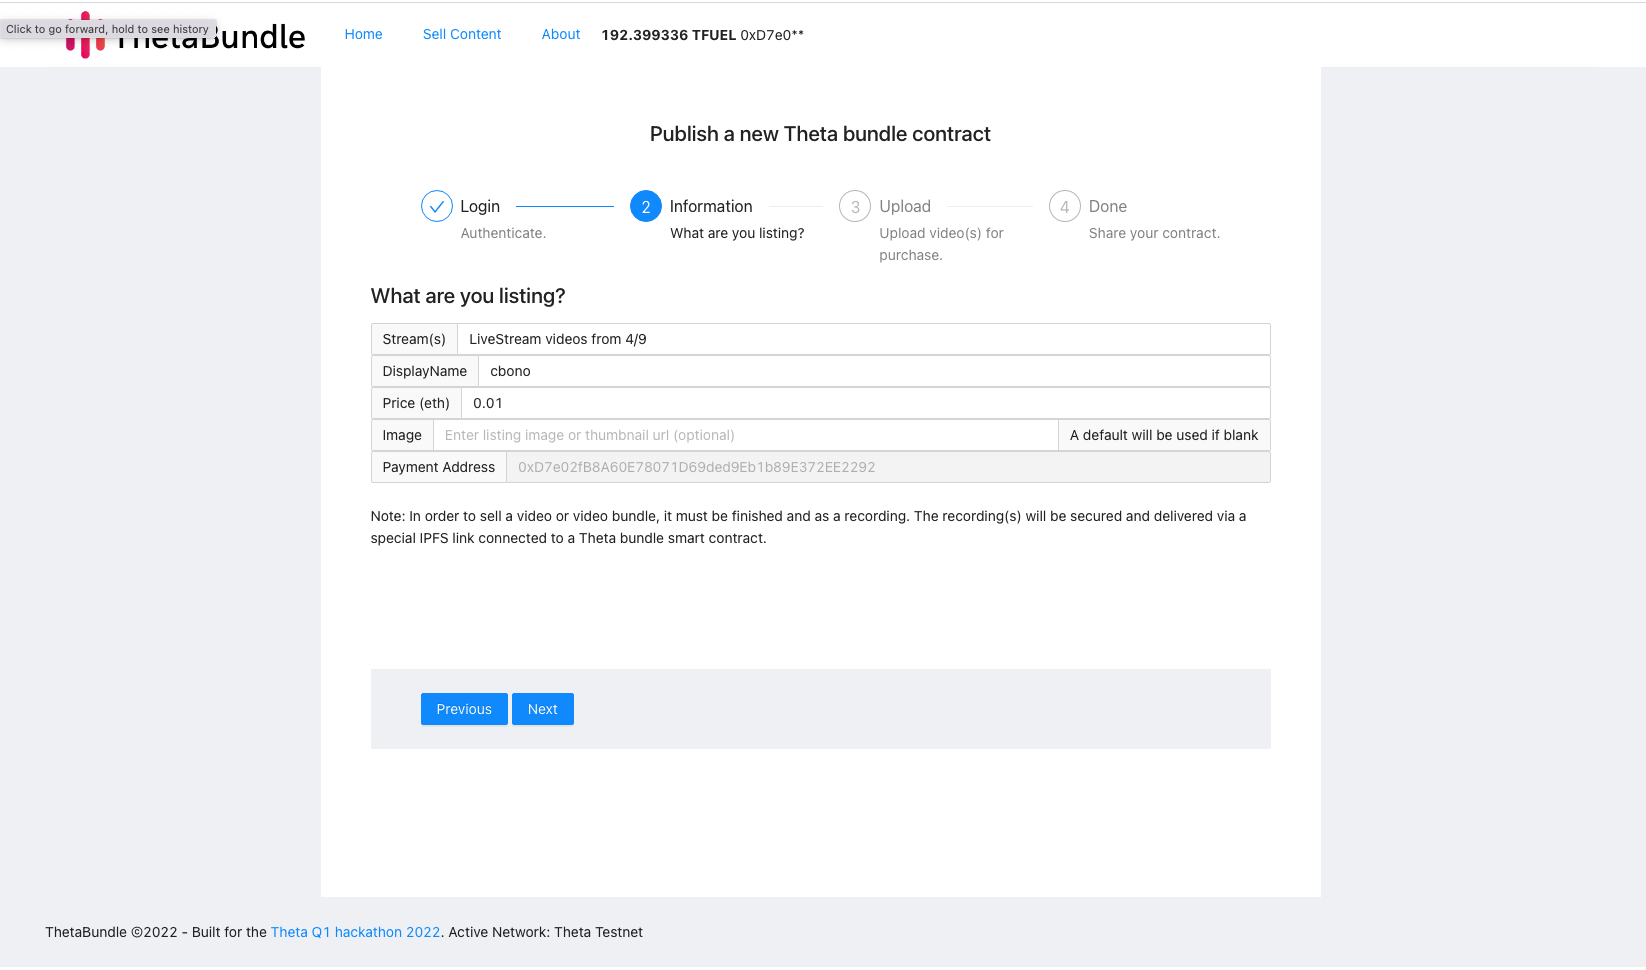 Click to go forward, hold to see history
ThetaBundle
Home Sell Content About 192.399336 TFUEL 0xD7e0**
Publish a new Theta bundle contract
Login
Authenticate.
2 Information
What are you listing?
3 Upload
Upload video(s) for
purchase.
4 Done
Share your contract.
What are you listing?
Stream(s) LiveStream videos from 4/9
DisplayName cbono
Price (eth) 0.01
Image Enter listing image or thumbnail url (optional) A default will be used if blank
Payment Address 0xD7e02fB8A60E78071D69ded9Eb1b89E372EE2292
Note: In order to sell a video or video bundle, it must be finished and as a recording. The recording(s) will be secured and delivered via a
special IPFS link connected to a Theta bundle smart contract.
Previous Next
ThetaBundle ©2022 - Built for the Theta Q1 hackathon 2022. Active Network: Theta Testnet